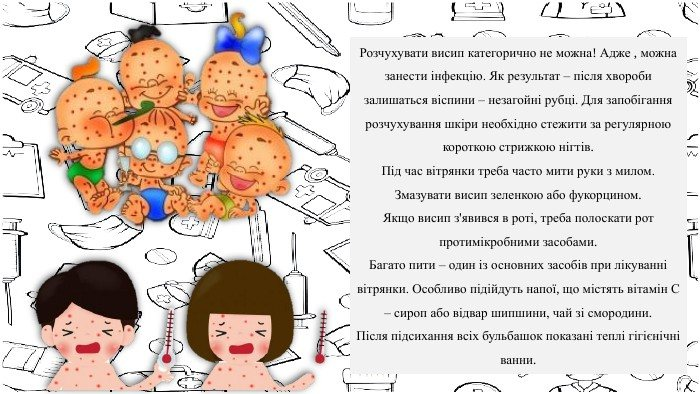 Розчухувати висип категорично не можна! Адже , можна
занести інфекцію. Як результат – після хвороби
залишаться віспини – незагойні рубці. Для запобігання
розчухування шкіри необхідно стежити за регулярною
короткою стрижкою нігтів.
Під час вітрянки треба часто мити руки з милом.
Змазувати висип зеленкою або фукорцином.
Якщо висип з'явився в роті, треба полоскати рот
протимікробними засобами.
Багато пити – один із основних засобів при лікуванні
вітрянки. Особливо підійдуть напої, що містять вітамін С
– сироп або відвар шипшини, чай зі смородини.
Після підсихання всіх бульбашок показані теплі гігієнічні
ванни.